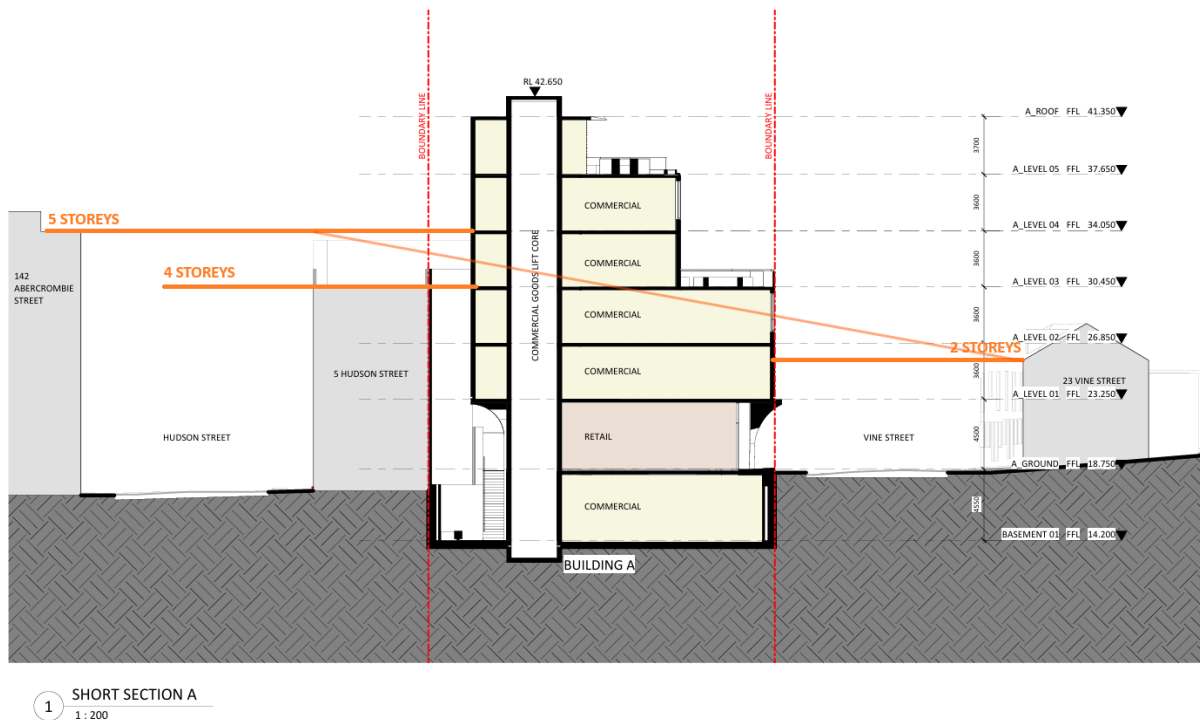 RL 42.650
BOUNDARY LINE
BOUNDARY LINE
A_ROOF FFL 41.350
3700
A_LEVEL 05 FFL 37.650
3600
COMMERCIAL
5 STOREYS
A_LEVEL 04 FFL 34.050
3600
COMMERCIAL
142
ABERCROMBIE
STREET
4 STOREYS
A_LEVEL 03 FFL 30.450
COMMERCIAL GOODS LIFT CORE
COMMERCIAL
3600
A_LEVEL 02 FFL 26.850
2 STOREYS
5 HUDSON STREET
COMMERCIAL
3600
23 VINE STREET
A_LEVEL 01 FFL 23.250
HUDSON STREET
RETAIL
VINE STREET
4500
A_GROUND FFL 18.750
COMMERCIAL
4550
BASEMENT 01 FFL 14.200
BUILDING A
1 SHORT SECTION A
1 : 200